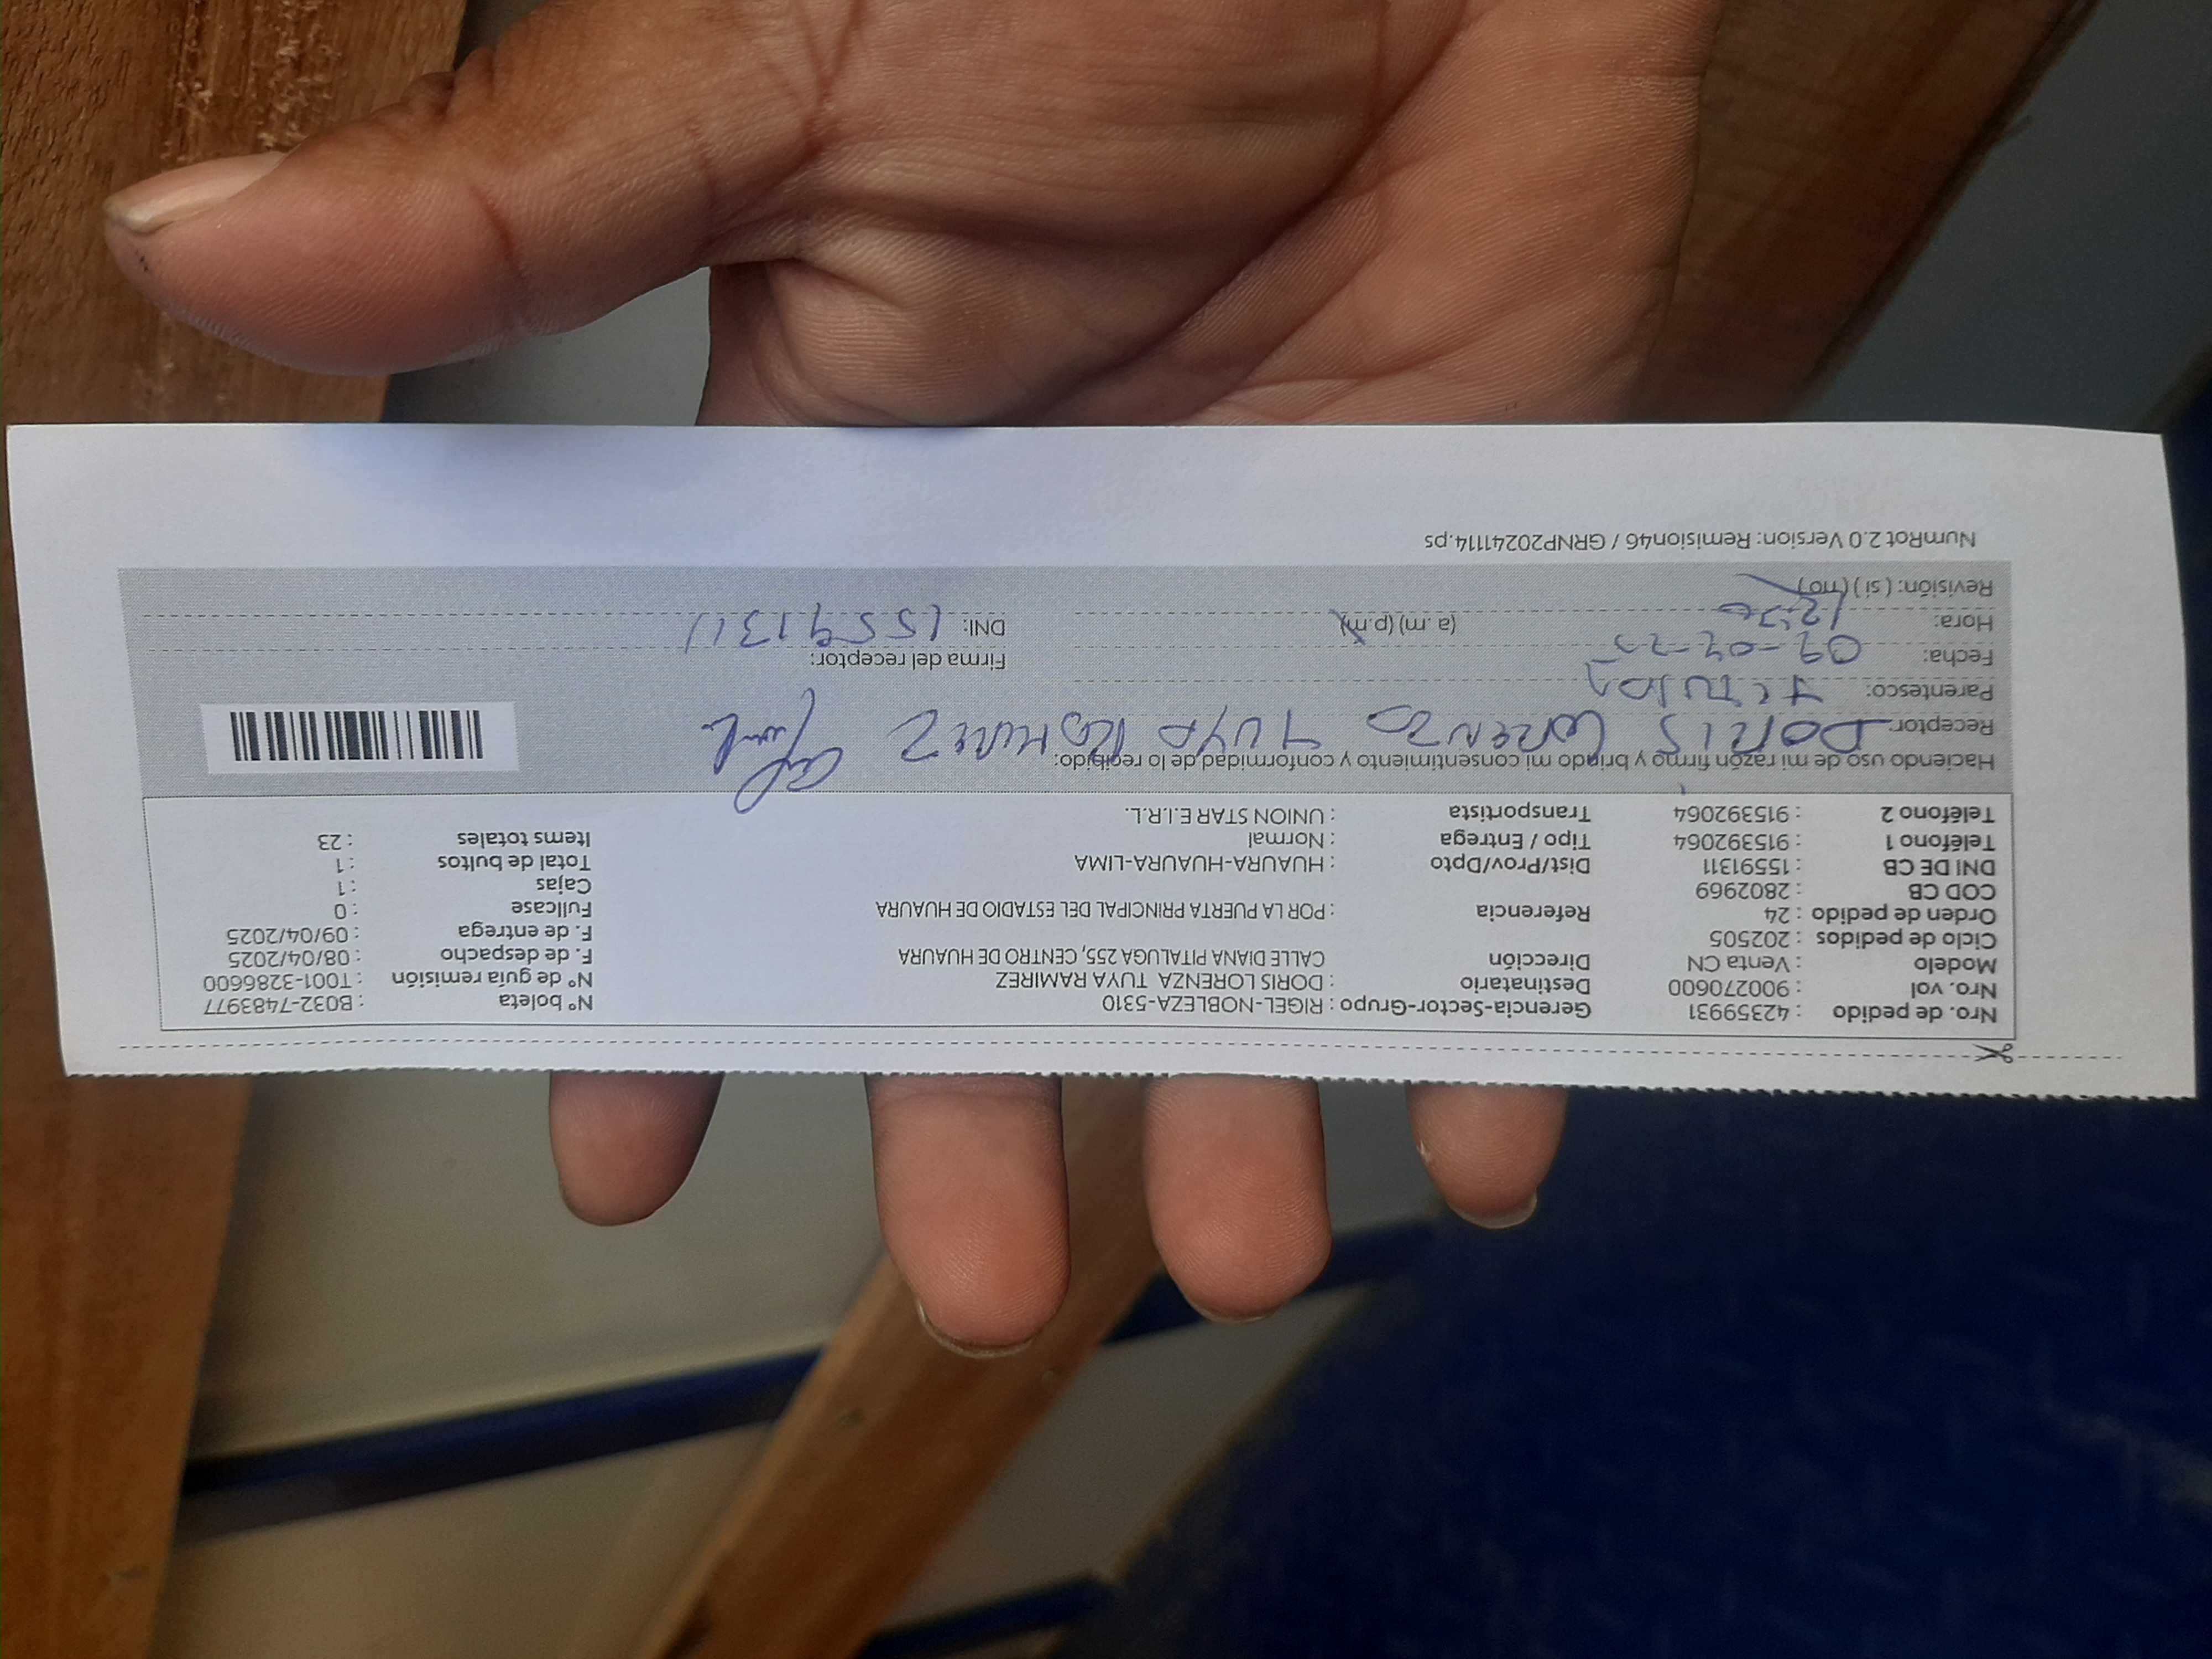 Nro. de pedido : 42359931 Gerencia-Sector-Grupo : RIGEL-NOBLEZA-5310 Nº boleta : B032-7483977
Nro. vol : 900270600 Destinatario : DORIS LORENZA TUYA RAMIREZ Nº de guía remisión : T001-3286600
Modelo : Venta CN Dirección CALLE DIANA PITALUGA 255, CENTRO DE HUAURA F. de despacho : 08/04/2025
Ciclo de pedidos : 202505 F. de entrega : 09/04/2025
Orden de pedido : 24 Referencia : POR LA PUERTA PRINCIPAL DEL ESTADIO DE HUAURA Fullcase : 0
COD CB : 2802969 Cajas : 1
DNI DE CB : 15591311 Dist/Prov/Dpto : HUAURA-HUAURA-LIMA Total de bultos : 1
Teléfono 1 : 915392064 Tipo / Entrega : Normal Items totales : 23
Teléfono 2 : 915392064 Transportista : UNION STAR E.I.R.L.
Haciendo uso de mi razón firmo y brindo mi consentimiento y conformidad de lo recibido:
Receptor: DORIS LORENZA TUYA RAMIREZ
Parentesco: TITULAR
Fecha: 09-04-25 Firma del receptor:
Hora: 12:30 (a.m) (p.m) DNI: 15591311
Revisión: ( si ) ( no )
NumRot 2.0 Version: Remision46 / GRNP20241114.ps